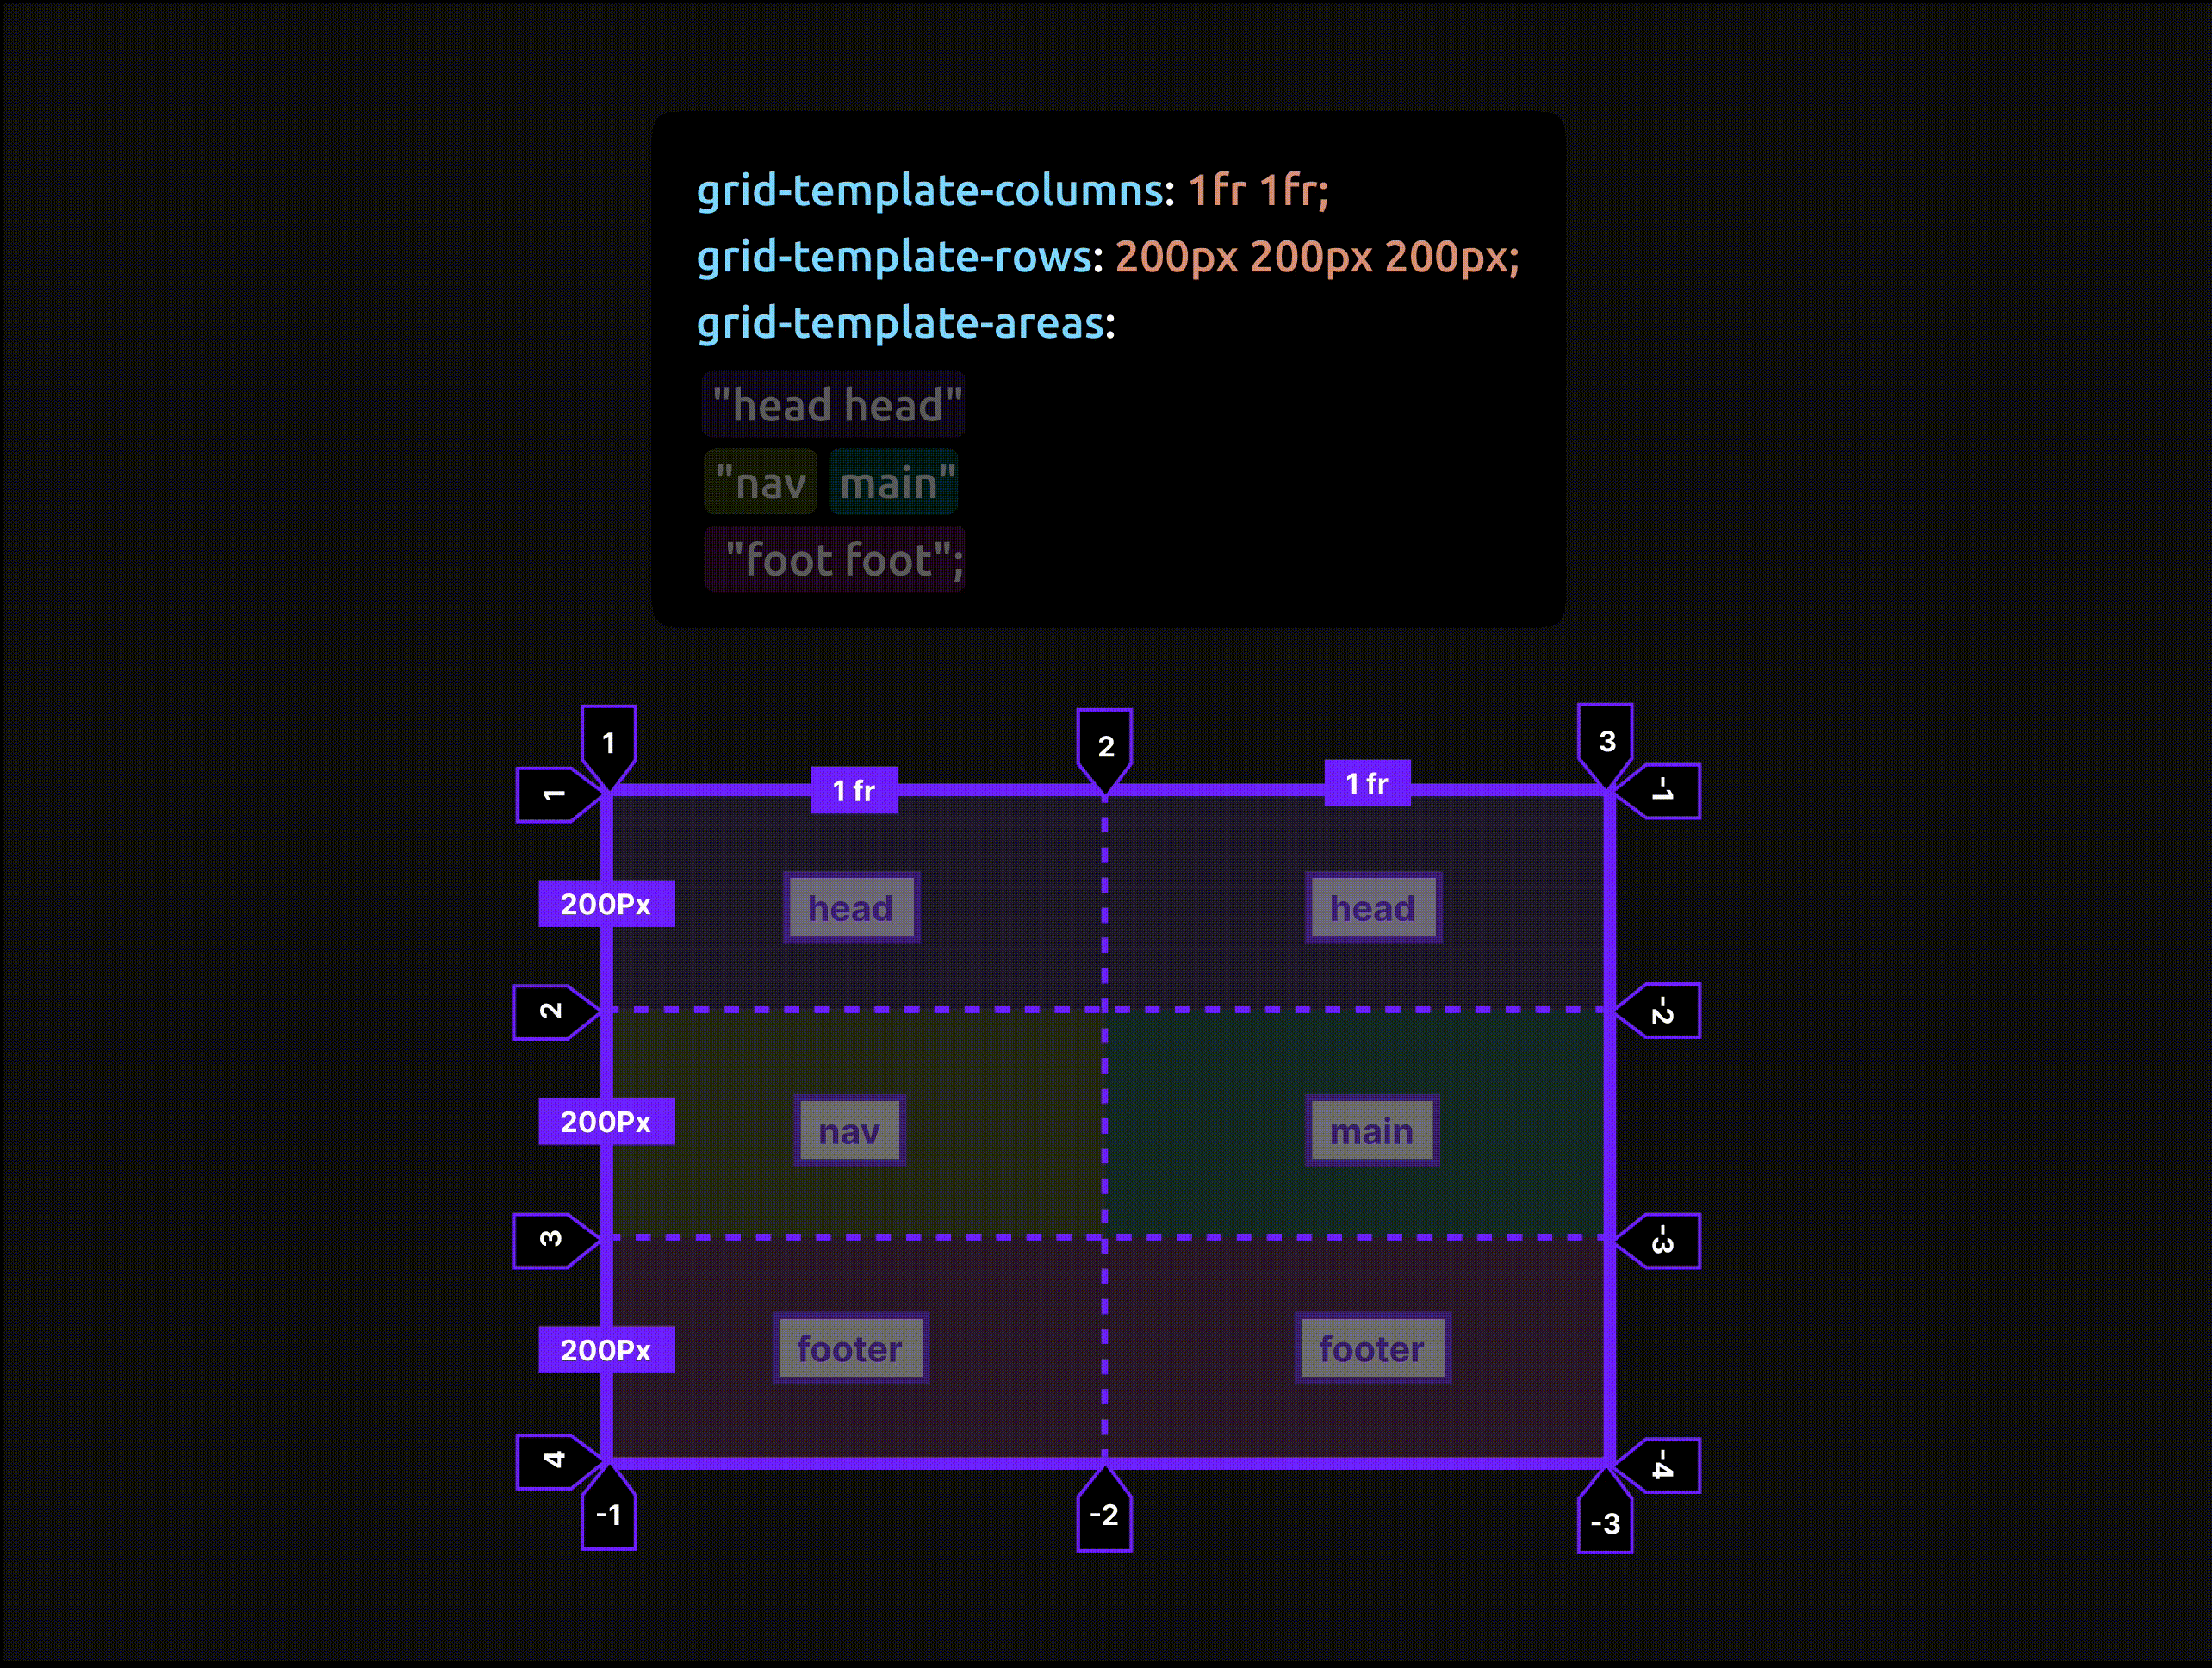 grid-template-columns: 1fr 1fr;
grid-template-rows: 200px 200px 200px;
grid-template-areas:
"head head"
"nav main"
"foot foot";
1 2 3
1 1 fr 1 fr -1
200Px head head
2 -2
200Px nav main
3 -3
200Px footer footer
4 -4
-1 -2 -3